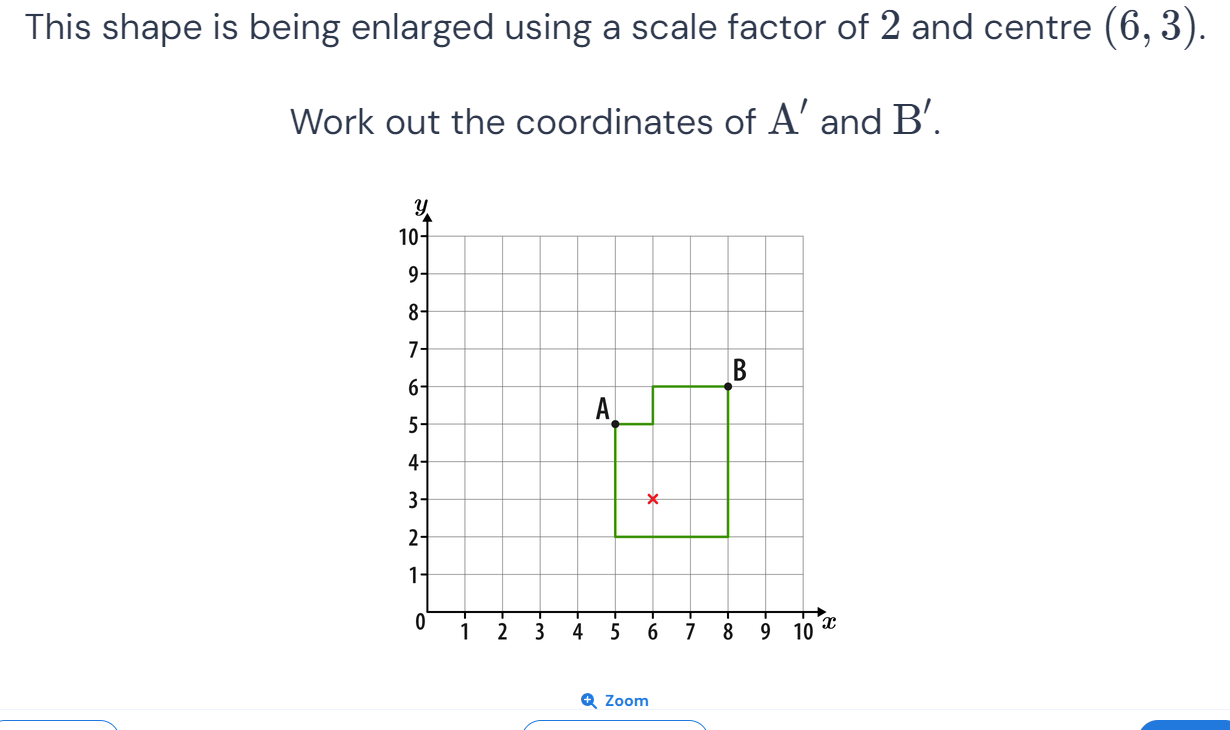 This shape is being enlarged using a scale factor of 2 and centre (6, 3).
Work out the coordinates of A′ and B′.
y
10
9
8
7
B
6
A
5
4
3
2
1
0
1 2 3 4 5 6 7 8 9 10 x
Zoom